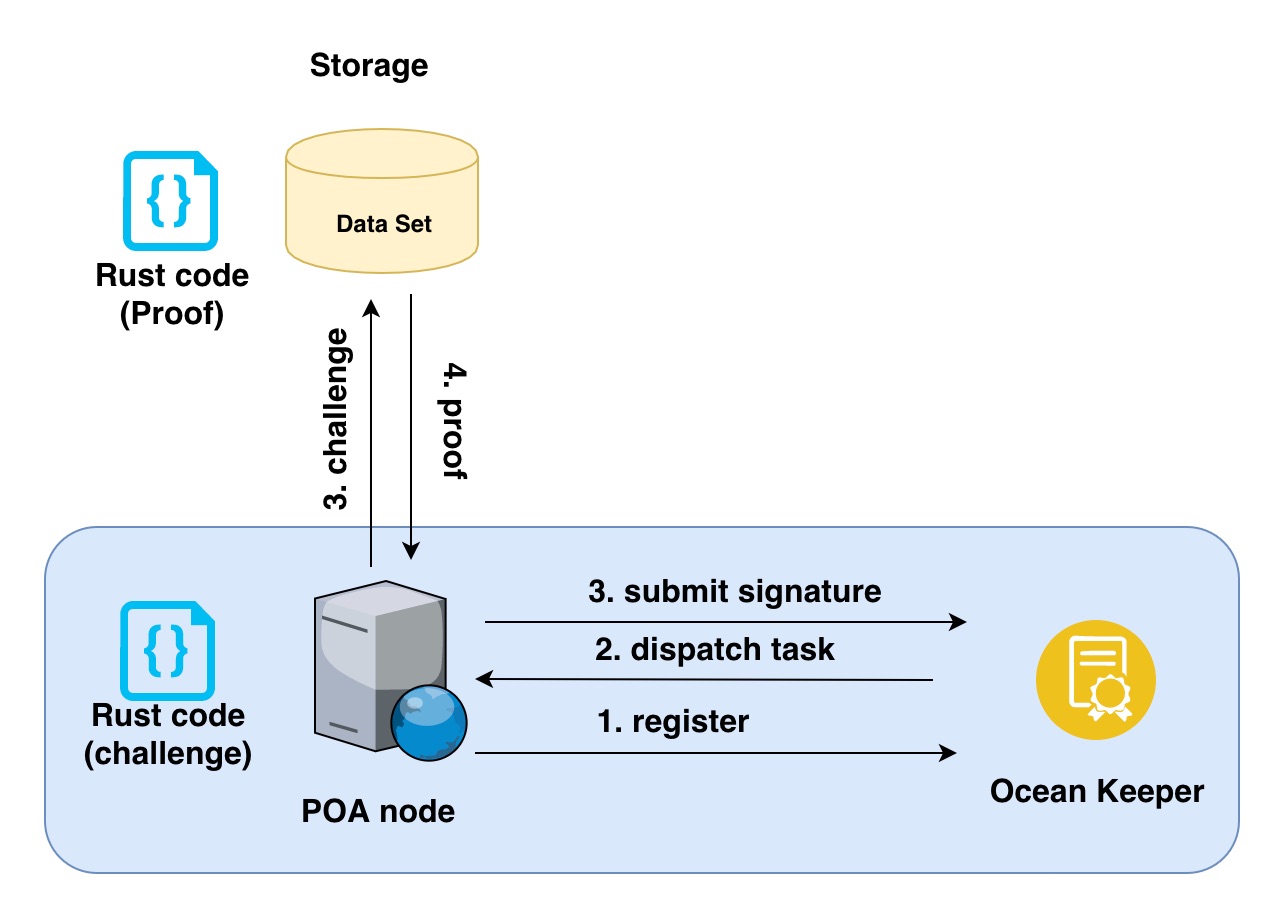 Storage
Data Set
Rust code
(Proof)
3. challenge
4. proof
3. submit signature
2. dispatch task
1. register
Rust code
(challenge)
POA node
Ocean Keeper